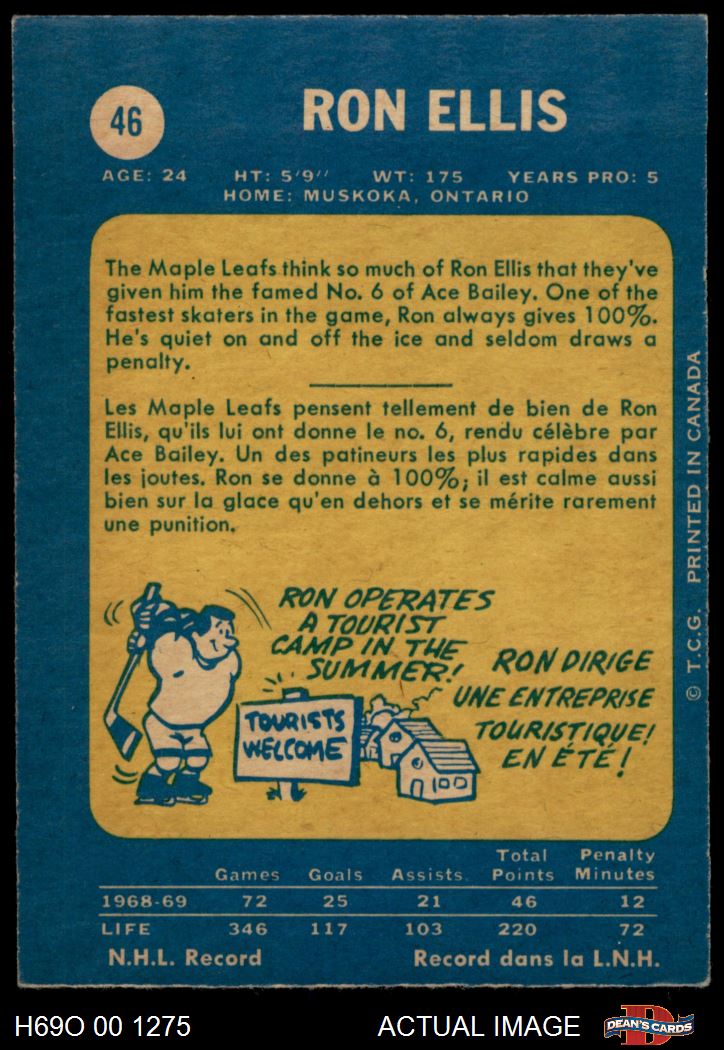 46
RON ELLIS
AGE: 24 HT: 5'9" WT: 175 YEARS PRO: 5
HOME: MUSKOKA, ONTARIO
The Maple Leafs think so much of Ron Ellis that they've
given him the famed No. 6 of Ace Bailey. One of the
fastest skaters in the game, Ron always gives 100%.
He's quiet on and off the ice and seldom draws a
penalty.
Les Maple Leafs pensent tellement de bien de Ron
Ellis, qu'ils lui ont donne le no. 6, rendu célèbre par
Ace Bailey. Un des patineurs les plus rapides dans
les joutes. Ron se donne à 100%; il est calme aussi
bien sur la glace qu'en dehors et se mérite rarement
une punition.
RON OPERATES
A TOURIST
CAMP IN THE
SUMMER!
RON DIRIGE
UNE ENTREPRISE
TOURISTIQUE!
EN ÉTÉ!
TOURISTS
WELCOME
© T.C.G. PRINTED IN CANADA
Games Goals Assists Total Points Penalty Minutes
1968-69 72 25 21 46 12
LIFE 346 117 103 220 72
N.H.L. Record Record dans la L.N.H.
H69O 00 1275 ACTUAL IMAGE
D
DEAN'S CARDS